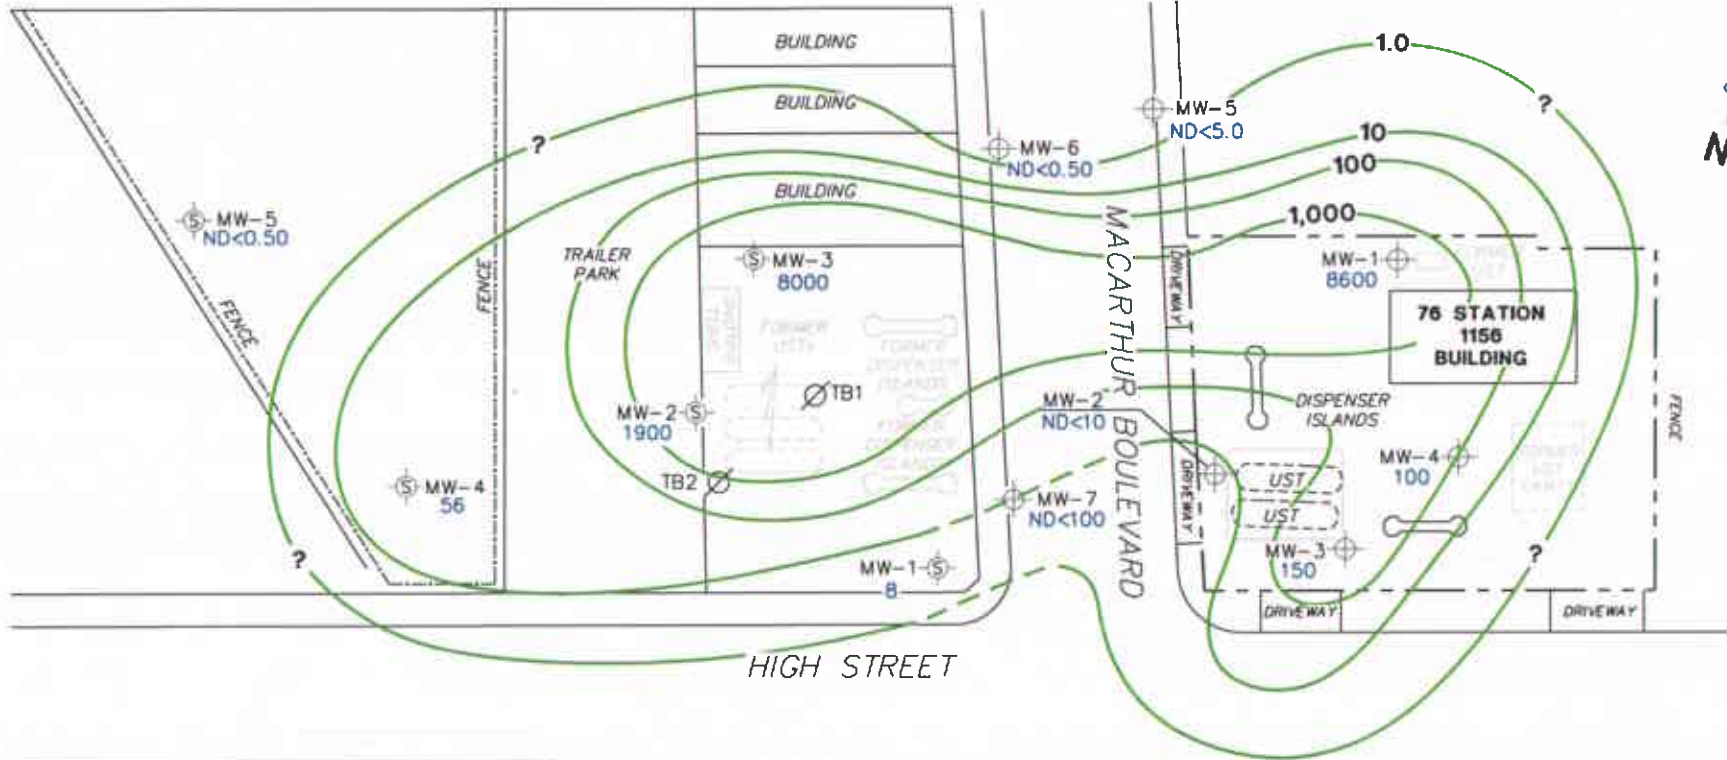 BUILDING
1.0
BUILDING
?
MW-5
ND<5.0
?
10
MW-6
ND<0.50
100
N
BUILDING
MW-5
ND<0.50
1,000
TRAILER
PARK
MW-3
8000
MACARTHUR BOULEVARD
DRIVEWAY
MW-1
8600
FENCE
FENCE
76 STATION
1156
BUILDING
TB1
MW-2
1900
MW-2
ND<10
DISPENSER
ISLANDS
FENCE
TB2
MW-4
56
MW-7
ND<100
DRIVEWAY
UST
UST
MW-4
100
?
MW-1
8
MW-3
150
?
DRIVEWAY
DRIVEWAY
HIGH STREET